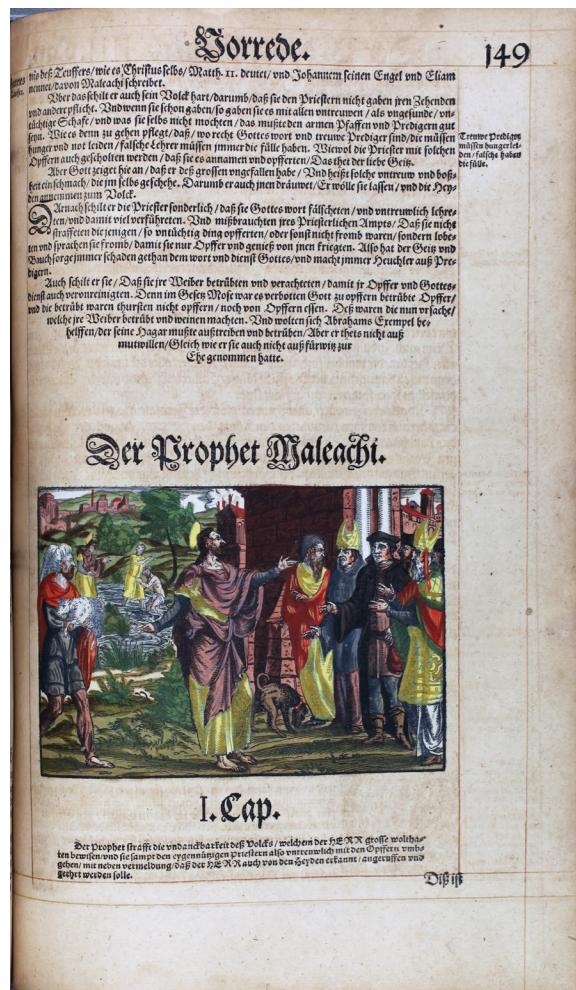 Vorrede.
149
nis deß Teuffers/wie es Christus selbs/Matth. 11. deutet/vnd Johannem seinen Engel vnd Eliam
nennet/davon Maleachi schreibet.
Vber das schilt er auch sein Volck hart/darumb/daß sie den Priestern nicht gaben jren Zehenden
vnd andere pflicht. Vnd wenn sie schon gaben/so gaben sie es mit allen vntreuwen/als vngesunde/vn-
tüchtige Schafe/vnd was sie selbs nicht mochten/das mußte den armen Pfaffen vnd Predigern gut
seyn. Wie es denn zu gehen pflegt/daß/wo recht Gottes wort vnd treuwe Prediger sind/die müssen
hunger vnd not leiden/falsche Lehrer müssen jmmer die fülle haben. Wiewol die Priester mit solchen
Opffern auch gescholten werden/daß sie es annamen vnd opfferten/Das thet der liebe Geitz.
Treuwe Prediger
müssen hunger lei-
den/falsche haben
die fülle.
Aber Gott zeiget hie an/daß er deß grossen vngefallen habe/Vnd heißt solche vntreuw vnd boß-
heit ein schmach/die jm selbs geschehe. Darumb er auch jnen dräuwet/Er wölle sie lassen/vnd die Hey-
den annemmen zum Volck.
DArnach schilt er die Priester sonderlich/daß sie Gottes wort fälscheten/vnd vntreuwlich lehre-
ten/vnd damit viel verführeten. Vnd mißbrauchten jres Priesterlichen Ampts/Daß sie nicht
straffeten die jenigen/so vntüchtig ding opfferten/oder sonst nicht fromb waren/sondern lobe-
ten vnd sprachen sie fromb/damit sie nur Opffer vnd genieß von jnen kriegten. Also hat der Geitz vnd
Bauchsorge jmmer schaden gethan dem wort vnd dienst Gottes/vnd macht jmmer Heuchler auß Pre-
digern.
Auch schilt er sie/Daß sie jre Weiber betrübten vnd verachteten/damit jr Opffer vnd Gottes-
dienst auch verunreinigten. Denn im Gesetz Mose war es verbotten Gott zu opffern betrübte Opffer/
vnd die betrübt waren thursten nicht opffern/noch von Opffern essen. Deß waren die nun vrsache/
welche jre Weiber betrübt vnd weinen machten. Vnd wolten sich Abrahams Exempel be-
helffen/der seine Hagar mußte außtreiben vnd betrüben/Aber er thets nicht auß
mutwillen/Gleich wie er sie auch nicht auß fürwitz zur
Ehe genommen hatte.
Der Prophet Maleachi.
I. Cap.
Der Prophet strafft die vndanckbarkeit deß Volcks/welchem der HERR grosse woltha-
ten bewisen/vnd sie sampt den eygennützigen Priestern also vntreuwlich mit den Opffern vmb-
gehen/mit neben vermeldung/daß der HERR auch von den Heyden erkannt/angeruffen vnd
geehrt werden solle.
Diß ist